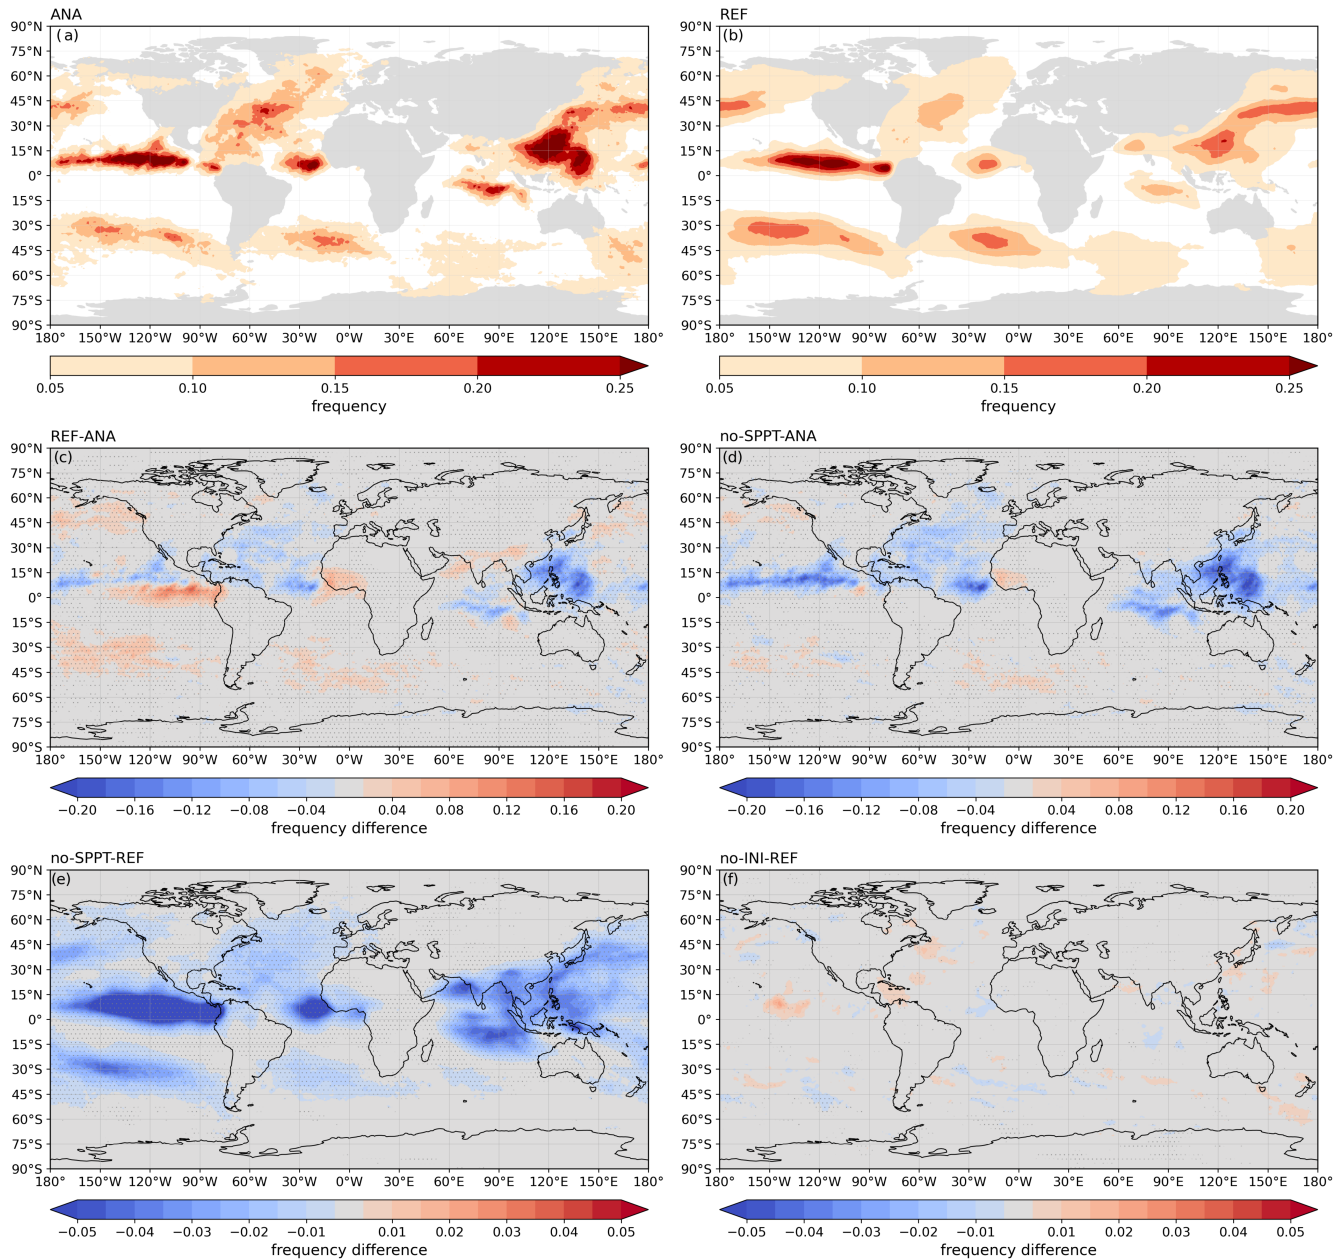 ANA
(a)
90°N
75°N
60°N
45°N
30°N
15°N
0°
15°S
30°S
45°S
60°S
75°S
90°S
180° 150°W 120°W 90°W 60°W 30°W 0°W 30°E 60°E 90°E 120°E 150°E 180°
0.05 0.10 0.15 0.20 0.25
frequency
REF
(b)
90°N
75°N
60°N
45°N
30°N
15°N
0°
15°S
30°S
45°S
60°S
75°S
90°S
180° 150°W 120°W 90°W 60°W 30°W 0°W 30°E 60°E 90°E 120°E 150°E 180°
0.05 0.10 0.15 0.20 0.25
frequency
REF-ANA
(c)
90°N
75°N
60°N
45°N
30°N
15°N
0°
15°S
30°S
45°S
60°S
75°S
90°S
180° 150°W 120°W 90°W 60°W 30°W 0°W 30°E 60°E 90°E 120°E 150°E 180°
−0.20 −0.16 −0.12 −0.08 −0.04 0.04 0.08 0.12 0.16 0.20
frequency difference
no-SPPT-ANA
(d)
90°N
75°N
60°N
45°N
30°N
15°N
0°
15°S
30°S
45°S
60°S
75°S
90°S
180° 150°W 120°W 90°W 60°W 30°W 0°W 30°E 60°E 90°E 120°E 150°E 180°
−0.20 −0.16 −0.12 −0.08 −0.04 0.04 0.08 0.12 0.16 0.20
frequency difference
no-SPPT-REF
(e)
90°N
75°N
60°N
45°N
30°N
15°N
0°
15°S
30°S
45°S
60°S
75°S
90°S
180° 150°W 120°W 90°W 60°W 30°W 0°W 30°E 60°E 90°E 120°E 150°E 180°
−0.05 −0.04 −0.03 −0.02 −0.01 0.01 0.02 0.03 0.04 0.05
frequency difference
no-INI-REF
(f)
90°N
75°N
60°N
45°N
30°N
15°N
0°
15°S
30°S
45°S
60°S
75°S
90°S
180° 150°W 120°W 90°W 60°W 30°W 0°W 30°E 60°E 90°E 120°E 150°E 180°
−0.05 −0.04 −0.03 −0.02 −0.01 0.01 0.02 0.03 0.04 0.05
frequency difference